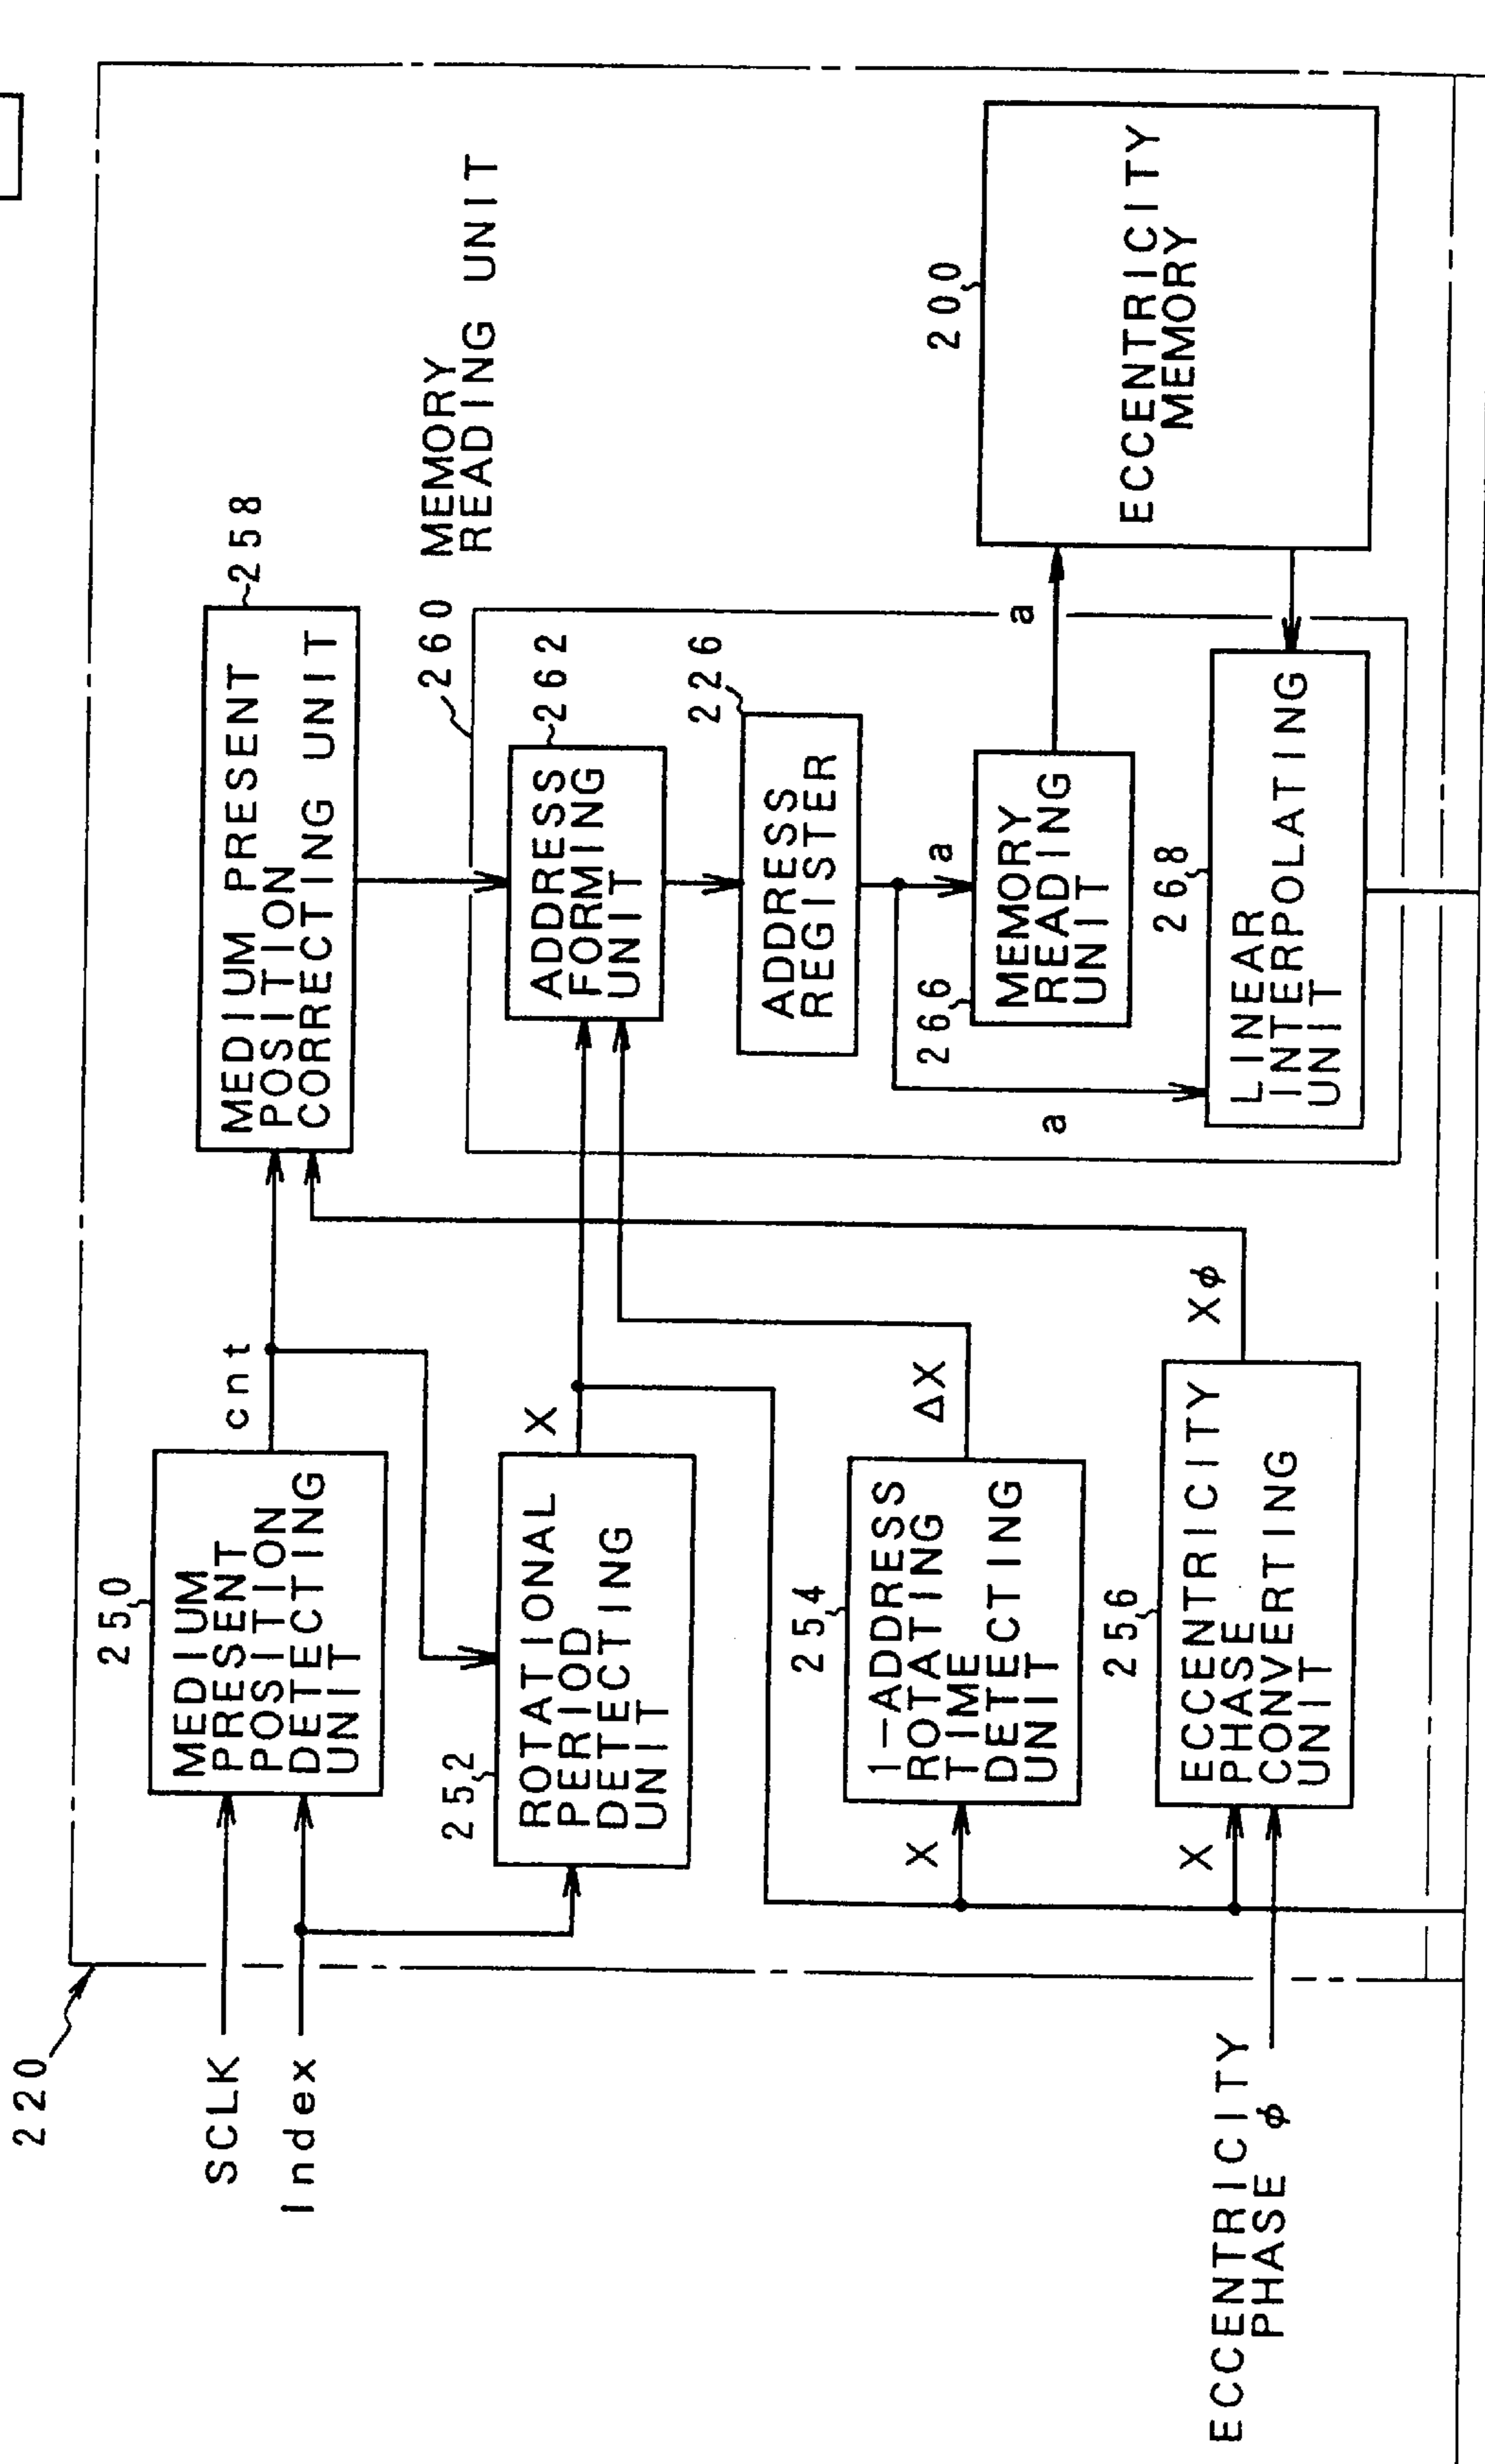 220
SCLK
Index
ECCENTRICITY
PHASE φ
250
MEDIUM
PRESENT
POSITION
DETECTING
UNIT
cnt
252
ROTATIONAL
PERIOD
DETECTING
UNIT
X
254
1-ADDRESS
ROTATING
TIME
DETECTING
UNIT
X
ΔX
256
ECCENTRICITY
PHASE
CONVERTING
UNIT
X
Xφ
258
MEDIUM PRESENT
POSITION
CORRECTING UNIT
260
MEMORY
READING UNIT
262
ADDRESS
FORMING
UNIT
226
ADDRESS
REGISTER
a
266
MEMORY
READING
UNIT
a
a
268
LINEAR
INTERPOLATING
UNIT
200
ECCENTRICITY
MEMORY